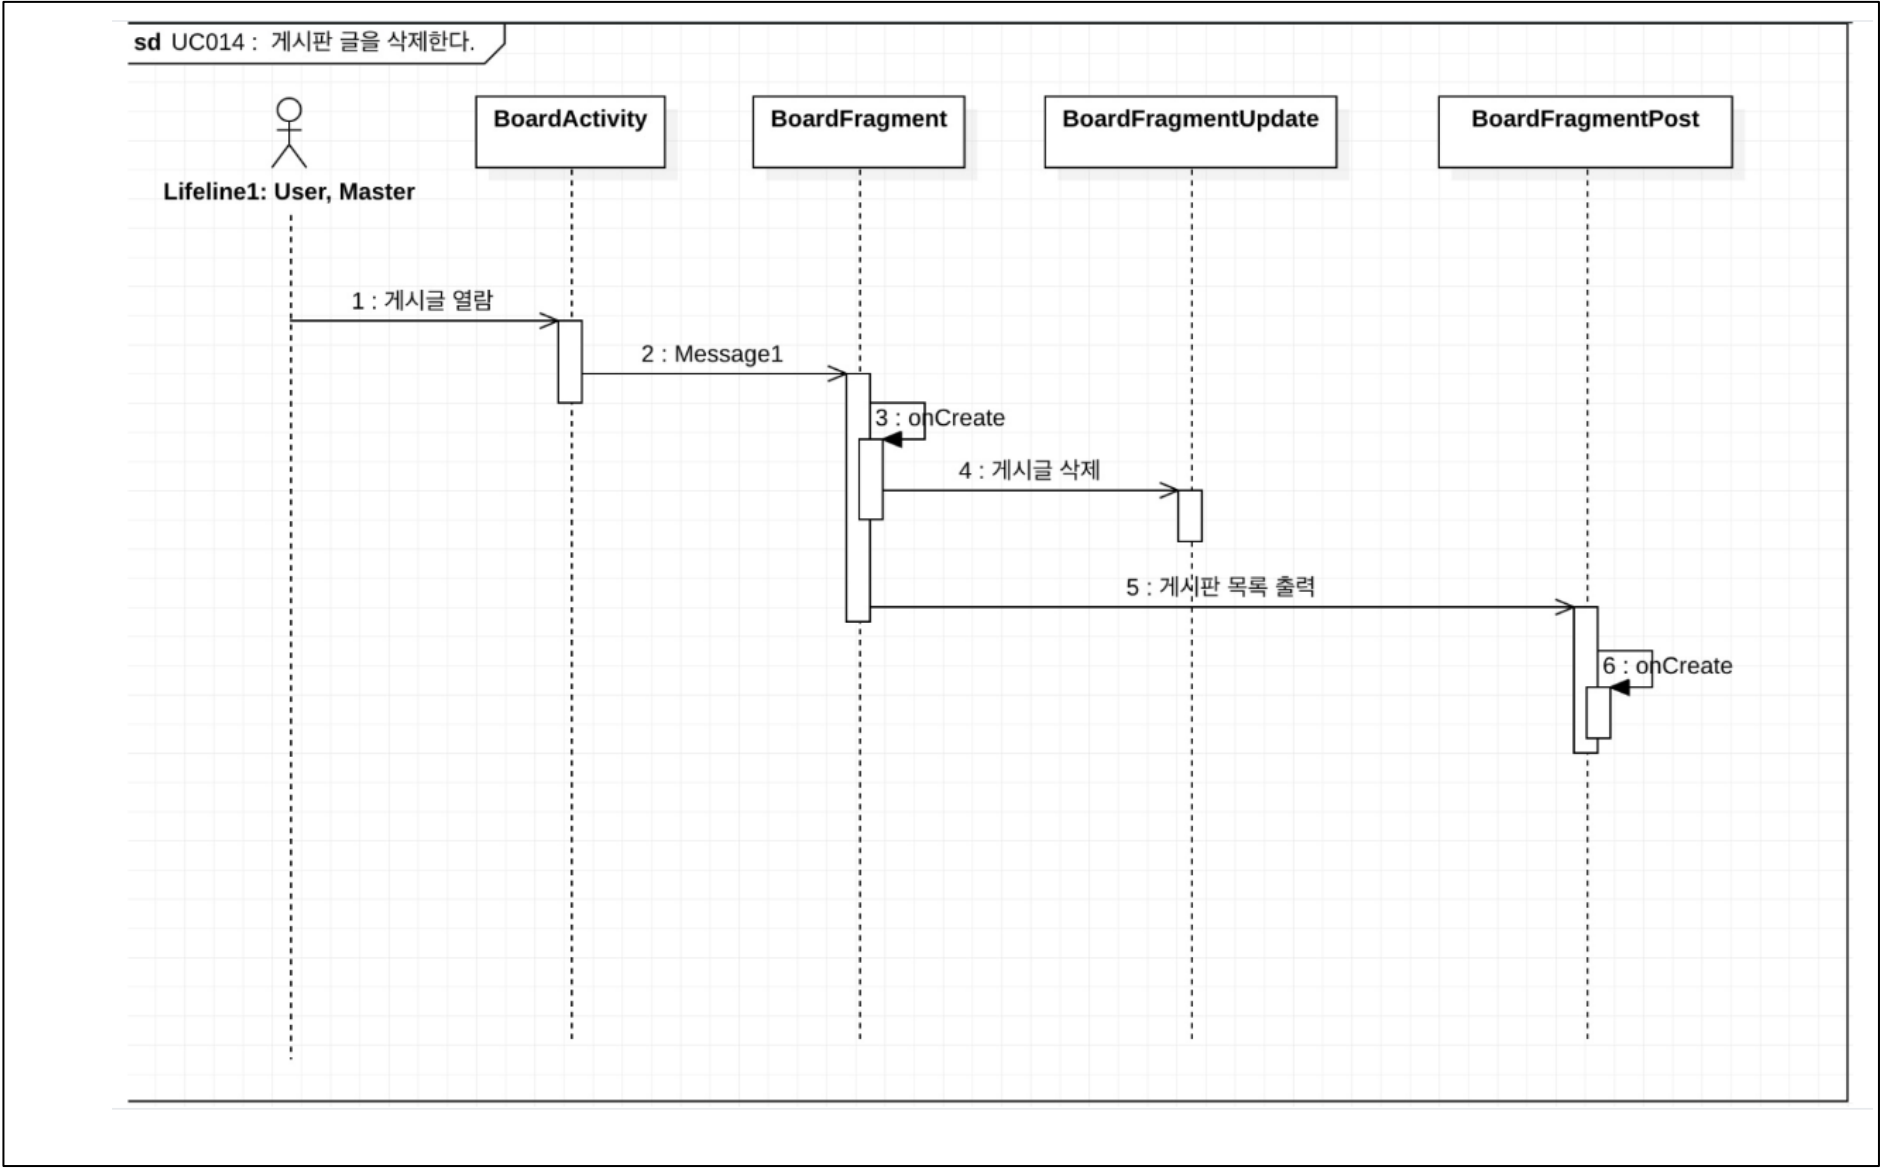 sd UC014 : 게시판 글을 삭제한다.
BoardActivity
BoardFragment
BoardFragmentUpdate
BoardFragmentPost
Lifeline1: User, Master
1 : 게시글 열람
2 : Message1
3 : onCreate
4 : 게시글 삭제
5 : 게시판 목록 출력
6 : onCreate